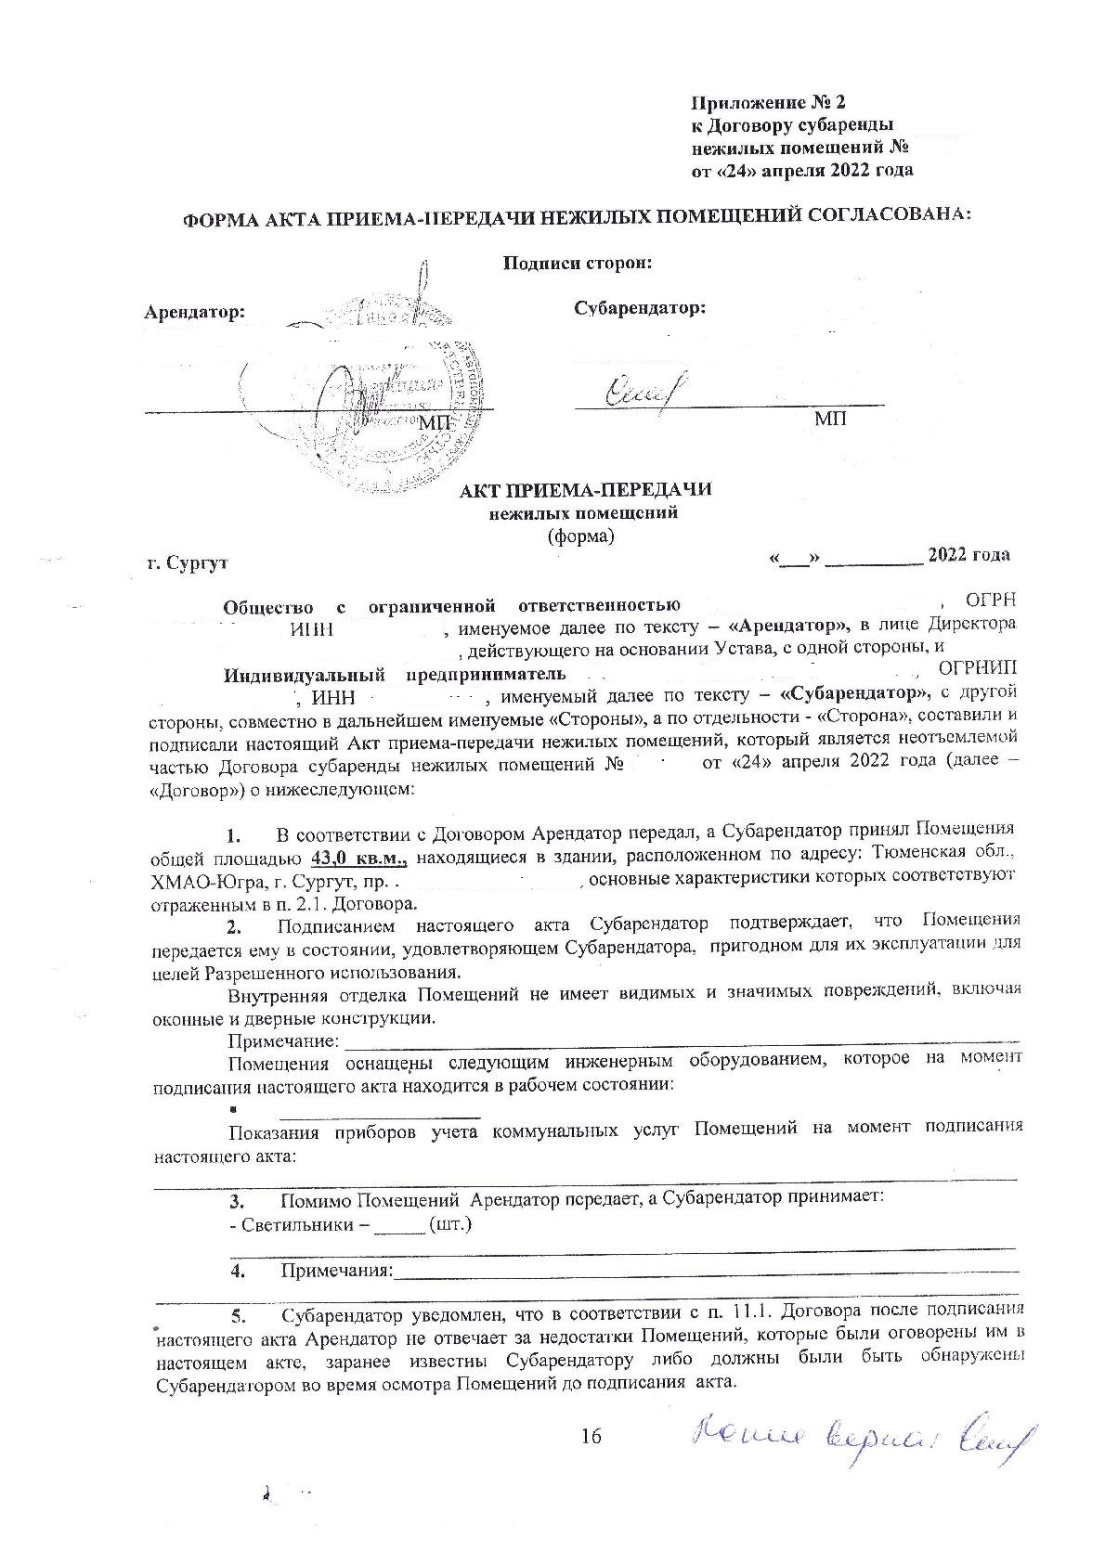 Приложение № 2
к Договору субаренды
нежилых помещений №
от «24» апреля 2022 года
ФОРМА АКТА ПРИЕМА-ПЕРЕДАЧИ НЕЖИЛЫХ ПОМЕЩЕНИЙ СОГЛАСОВАНА:
Подписи сторон:
Арендатор: Субарендатор:
МП МП
АКТ ПРИЕМА-ПЕРЕДАЧИ
нежилых помещений
(форма)
г. Сургут «___» __________ 2022 года
Общество с ограниченной ответственностью , ОГРН
ИНН , именуемое далее по тексту – «Арендатор», в лице Директора
, действующего на основании Устава, с одной стороны, и
Индивидуальный предприниматель , ОГРНИП
, ИНН , именуемый далее по тексту – «Субарендатор», с другой
стороны, совместно в дальнейшем именуемые «Стороны», а по отдельности - «Сторона», составили и
подписали настоящий Акт приема-передачи нежилых помещений, который является неотъемлемой
частью Договора субаренды нежилых помещений № от «24» апреля 2022 года (далее –
«Договор») о нижеследующем:
1. В соответствии с Договором Арендатор передал, а Субарендатор принял Помещения
общей площадью 43,0 кв.м., находящиеся в здании, расположенном по адресу: Тюменская обл.,
ХМАО-Югра, г. Сургут, пр. , основные характеристики которых соответствуют
отраженным в п. 2.1. Договора.
2. Подписанием настоящего акта Субарендатор подтверждает, что Помещения
передается ему в состоянии, удовлетворяющем Субарендатора, пригодном для их эксплуатации для
целей Разрешенного использования.
Внутренняя отделка Помещений не имеет видимых и значимых повреждений, включая
оконные и дверные конструкции.
Примечание: ____________________
Помещения оснащены следующим инженерным оборудованием, которое на момент
подписания настоящего акта находится в рабочем состоянии:
▪ ____________________
Показания приборов учета коммунальных услуг Помещений на момент подписания
настоящего акта:
3. Помимо Помещений Арендатор передает, а Субарендатор принимает:
- Светильники – _____ (шт.)
4. Примечания:____________________
5. Субарендатор уведомлен, что в соответствии с п. 11.1. Договора после подписания
настоящего акта Арендатор не отвечает за недостатки Помещений, которые были оговорены им в
настоящем акте, заранее известны Субарендатору либо должны были быть обнаружены
Субарендатором во время осмотра Помещений до подписания акта.
16 Копия верна: